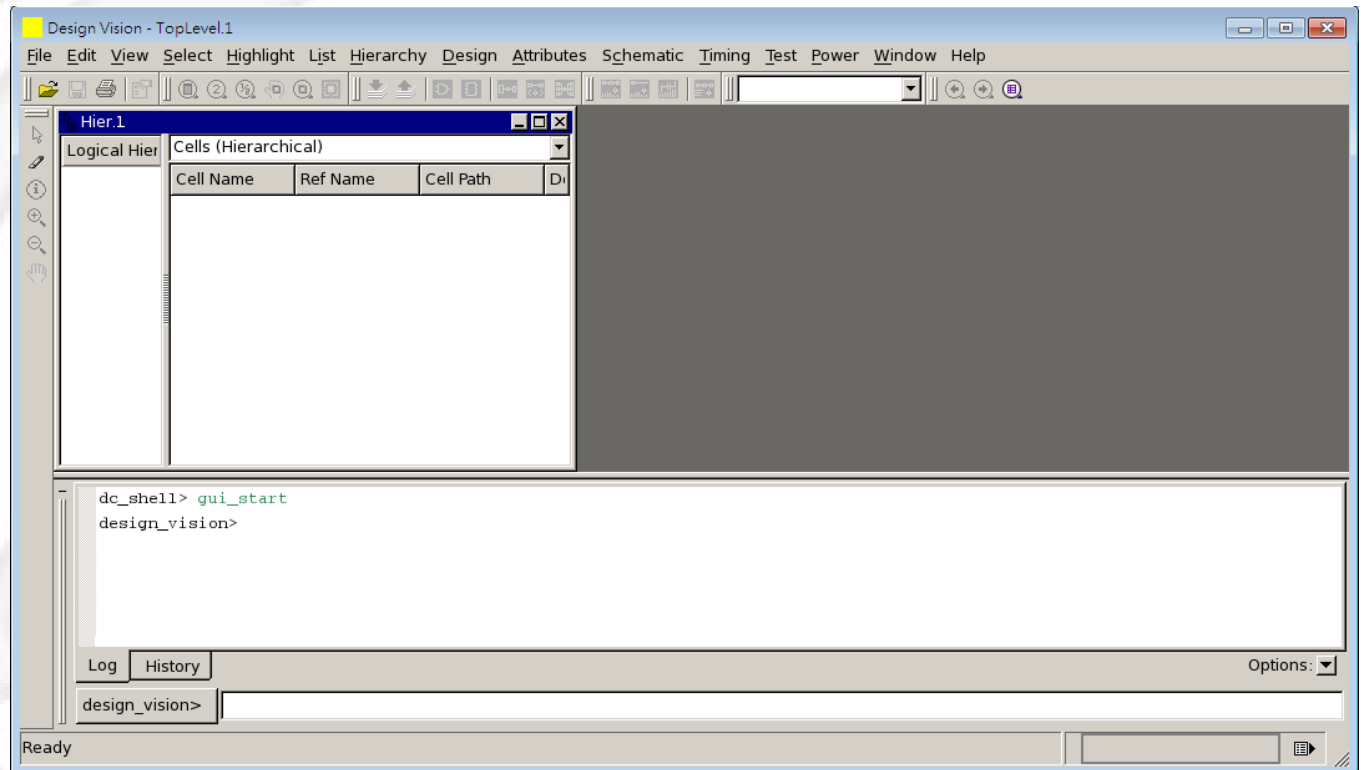 Design Vision - TopLevel.1
File Edit View Select Highlight List Hierarchy Design Attributes Schematic Timing Test Power Window Help
Hier.1
Logical Hier
Cells (Hierarchical)
Cell Name Ref Name Cell Path D
dc_shell> gui_start
design_vision>
Log History
Options:
design_vision>
Ready